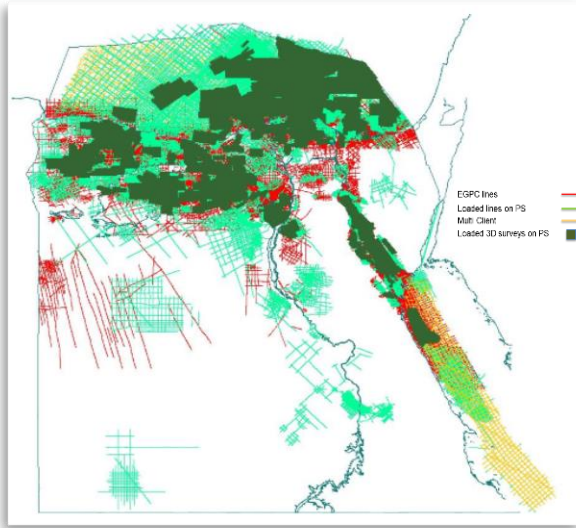 EGPC lines
Loaded lines on PS
Multi Client
Loaded 3D surveys on PS